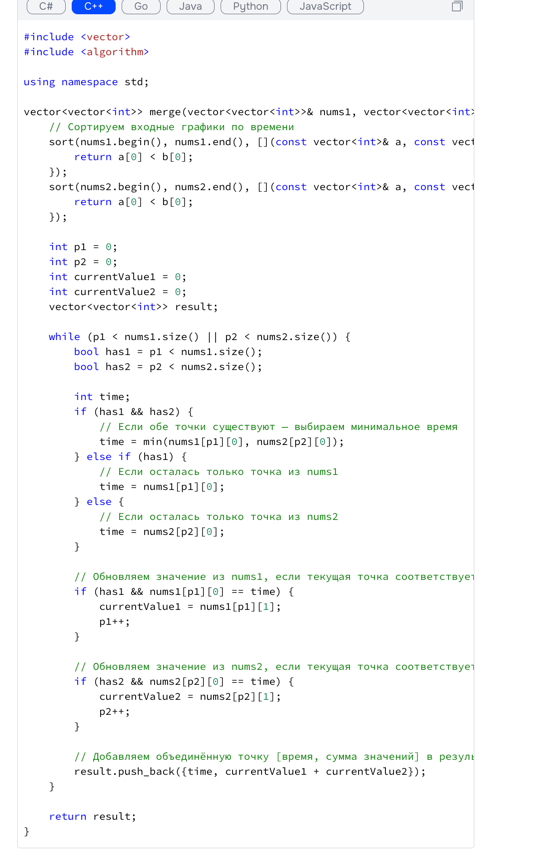 C# C++ Go Java Python JavaScript
#include <vector>
#include <algorithm>
using namespace std;
vector<vector<int>> merge(vector<vector<int>>& nums1, vector<vector<int>
    // Сортируем входные графики по времени
    sort(nums1.begin(), nums1.end(), [](const vector<int>& a, const vect
        return a[0] < b[0];
    });
    sort(nums2.begin(), nums2.end(), [](const vector<int>& a, const vect
        return a[0] < b[0];
    });
    int p1 = 0;
    int p2 = 0;
    int currentValue1 = 0;
    int currentValue2 = 0;
    vector<vector<int>> result;
    while (p1 < nums1.size() || p2 < nums2.size()) {
        bool has1 = p1 < nums1.size();
        bool has2 = p2 < nums2.size();
        int time;
        if (has1 && has2) {
            // Если обе точки существуют — выбираем минимальное время
            time = min(nums1[p1][0], nums2[p2][0]);
        } else if (has1) {
            // Если осталась только точка из nums1
            time = nums1[p1][0];
        } else {
            // Если осталась только точка из nums2
            time = nums2[p2][0];
        }
        // Обновляем значение из nums1, если текущая точка соответствует
        if (has1 && nums1[p1][0] == time) {
            currentValue1 = nums1[p1][1];
            p1++;
        }
        // Обновляем значение из nums2, если текущая точка соответствует
        if (has2 && nums2[p2][0] == time) {
            currentValue2 = nums2[p2][1];
            p2++;
        }
        // Добавляем объединённую точку [время, сумма значений] в резуль
        result.push_back({time, currentValue1 + currentValue2});
    }
    return result;
}